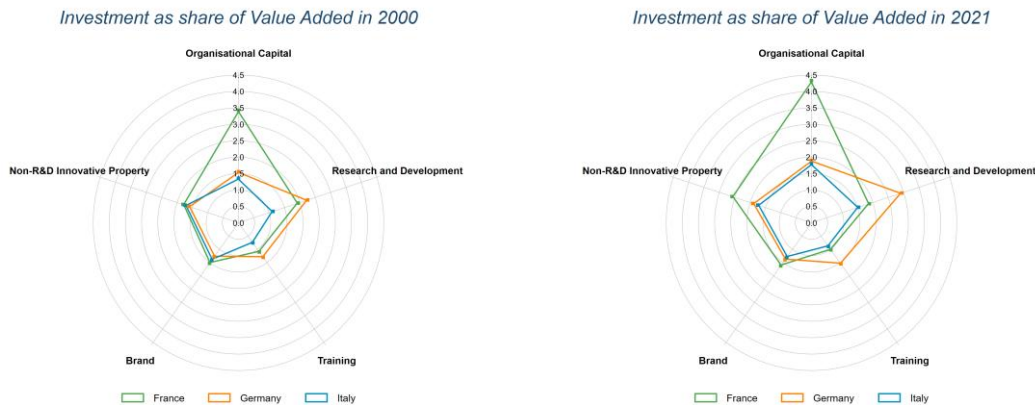 Investment as share of Value Added in 2000
Organisational Capital
4.5
4.0
3.5
3.0
2.5
2.0
1.5
1.0
0.5
0.0
Non-R&D Innovative Property
Research and Development
Brand
Training
France Germany Italy
Investment as share of Value Added in 2021
Organisational Capital
4.5
4.0
3.5
3.0
2.5
2.0
1.5
1.0
0.5
0.0
Non-R&D Innovative Property
Research and Development
Brand
Training
France Germany Italy